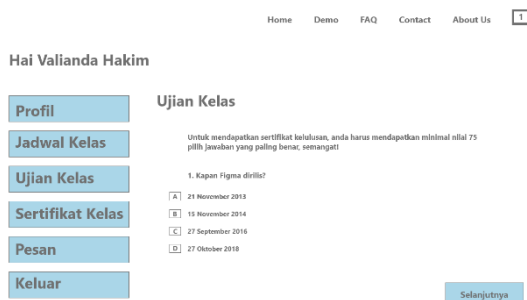 Home Demo FAQ Contact About Us 1
Hai Valianda Hakim
Profil
Jadwal Kelas
Ujian Kelas
Sertifikat Kelas
Pesan
Keluar
Ujian Kelas
Untuk mendapatkan sertifikat kelulusan, anda harus mendapatkan minimal nilai 75
pilih jawaban yang paling benar, semangat!
1. Kapan Figma dirilis?
A 21 November 2013
B 15 November 2014
C 27 September 2016
D 27 Oktober 2018
Selanjutnya